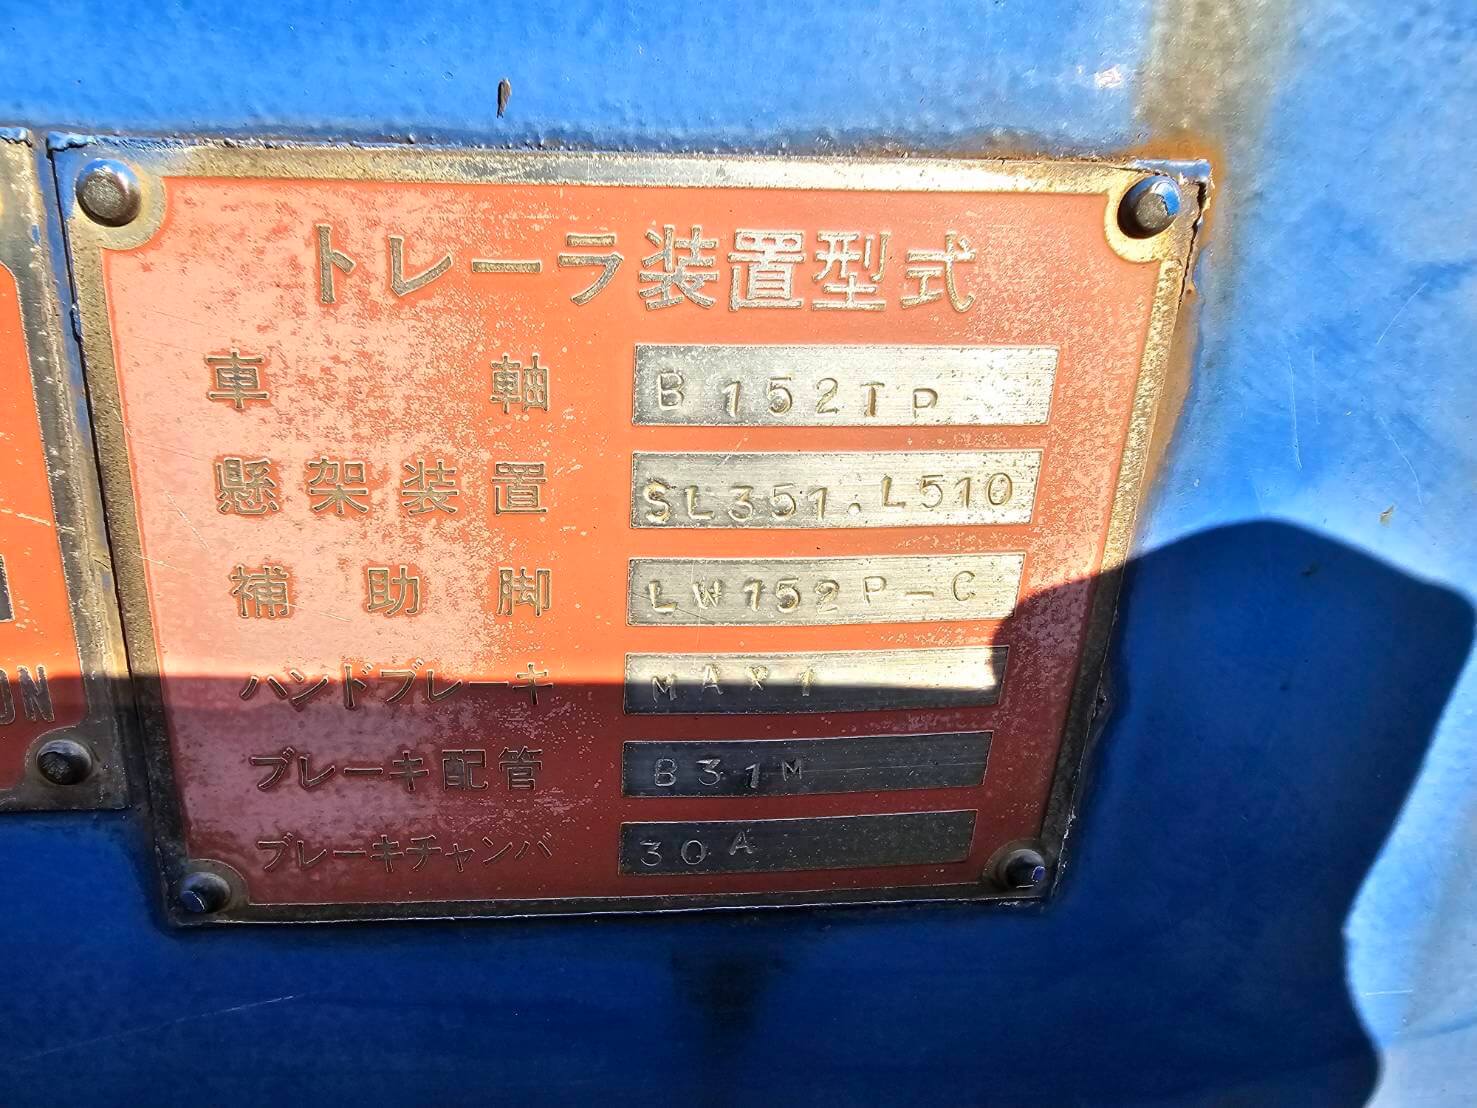 トレーラ装置型式
車軸 B152TP
懸架装置 SL351.L510
補助脚 LW152P-C
ハンドブレーキ MAX1
ブレーキ配管 B31M
ブレーキチャンバ 30A
ON